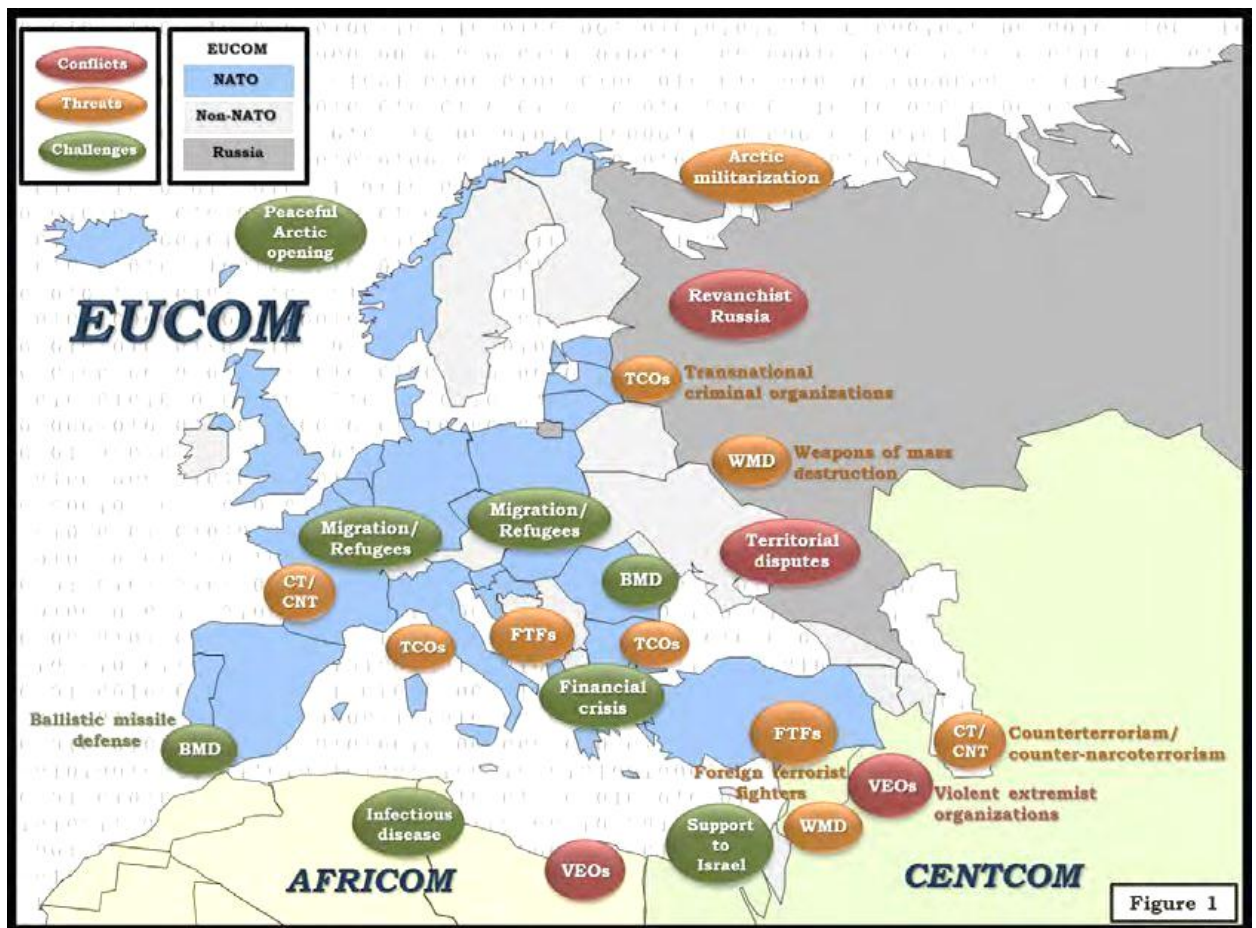 Conflicts
Threats
Challenges
EUCOM
NATO
Non-NATO
Russia
Arctic
militarization
Peaceful
Arctic
opening
EUCOM
Revanchist
Russia
TCOs
Transnational
criminal organizations
WMD
Weapons of mass
destruction
Migration/
Refugees
Migration/
Refugees
Territorial
disputes
CT/
CNT
BMD
TCOs
FTFs
TCOs
Financial
crisis
Ballistic missile
defense
BMD
FTFs
Foreign terrorist
fighters
CT/
CNT
Counterterrorism/
counter-narcoterrorism
VEOs
Violent extremist
organizations
Infectious
disease
Support
to
Israel
WMD
VEOs
AFRICOM
CENTCOM
Figure 1